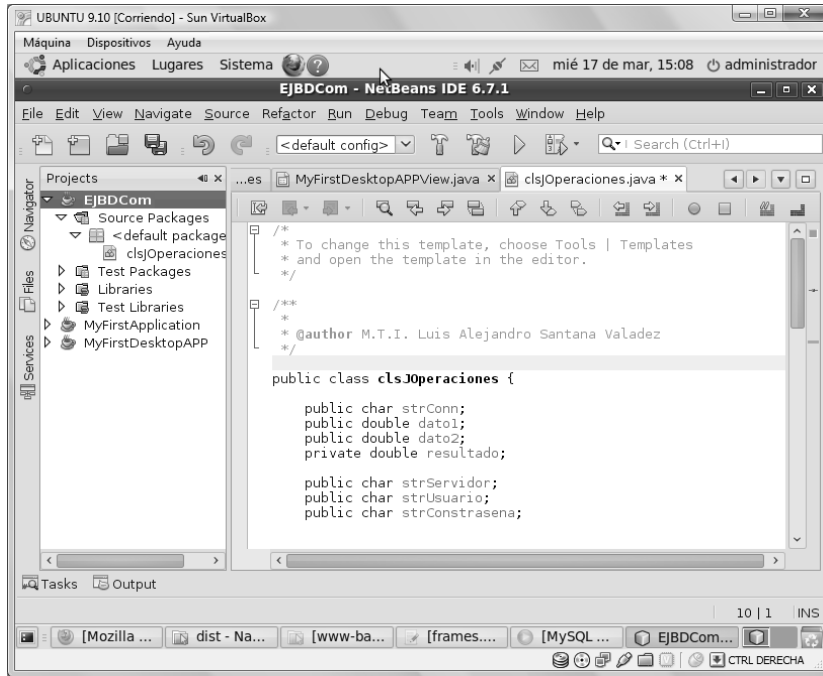 UBUNTU 9.10 [Corriendo] - Sun VirtualBox
Máquina Dispositivos Ayuda
Aplicaciones Lugares Sistema mié 17 de mar, 15:08 administrador
EJBDCom - NetBeans IDE 6.7.1
File Edit View Navigate Source Refactor Run Debug Team Tools Window Help
<default config> Search (Ctrl+I)
Projects
...es MyFirstDesktopAPPView.java clsJOperaciones.java *
Navigator
Files
Services
EJBDCom
Source Packages
<default package
clsJOperaciones
Test Packages
Libraries
Test Libraries
MyFirstApplication
MyFirstDesktopAPP
/*
* To change this template, choose Tools | Templates
* and open the template in the editor.
*/
/**
*
* @author M.T.I. Luis Alejandro Santana Valadez
*/
public class clsJOperaciones {
public char strConn;
public double dato1;
public double dato2;
private double resultado;
public char strServidor;
public char strUsuario;
public char strConstrasena;
Tasks Output
10 | 1 INS
[Mozilla ... dist - Na... [www-ba... [frames.... [MySQL ... EJBDCom...
CTRL DERECHA